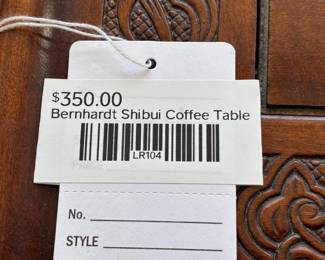 $350.00
Bernhardt Shibui Coffee Table
LR104
No.
STYLE